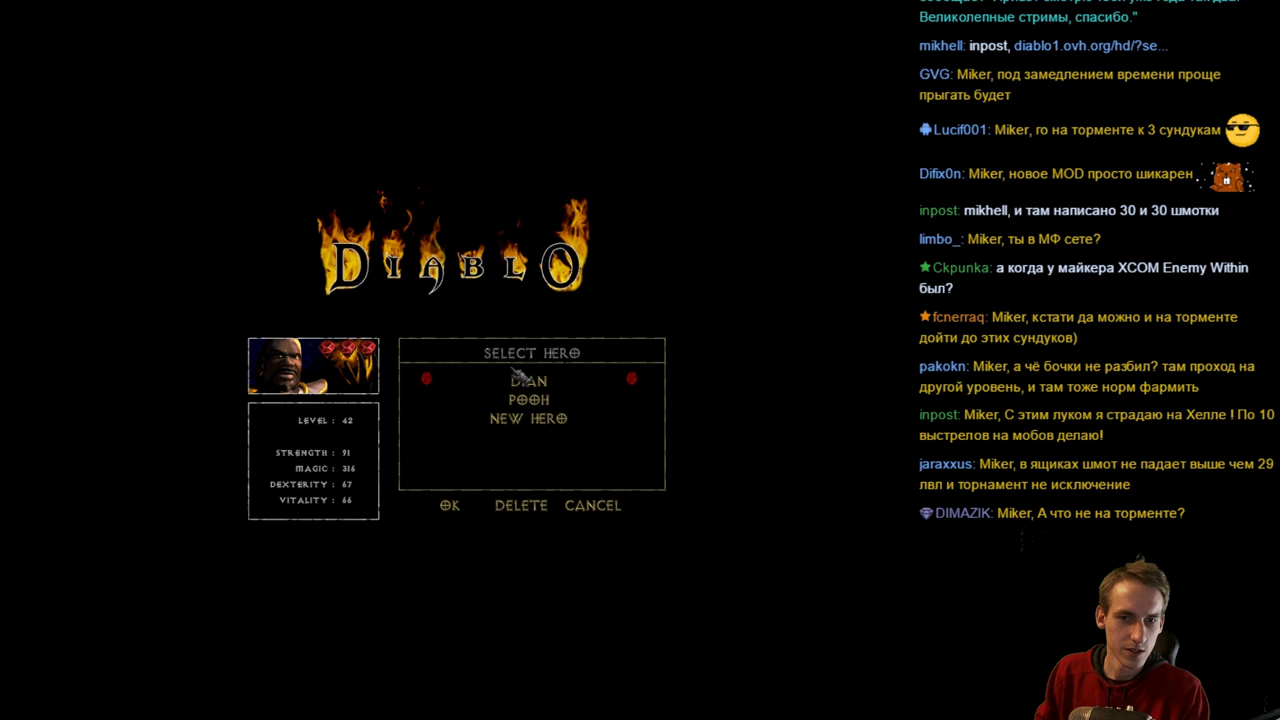 DIABLO
SELECT HERO
DIAN
POOH
NEW HERO
LEVEL : 42
STRENGTH : 91
MAGIC : 316
DEXTERITY : 67
VITALITY : 66
OK DELETE CANCEL
Великолепные стримы, спасибо."
mikhell: inpost, diablo1.ovh.org/hd/?se...
GVG: Miker, под замедлением времени проще
прыгать будет
Lucif001: Miker, го на торменте к 3 сундукам
Difix0n: Miker, новое MOD просто шикарен
inpost: mikhell, и там написано 30 и 30 шмотки
limbo_: Miker, ты в МФ сете?
Ckpunka: а когда у майкера XCOM Enemy Within
был?
fcnerraq: Miker, кстати да можно и на торменте
дойти до этих сундуков)
pakokn: Miker, а чё бочки не разбил? там проход на
другой уровень, и там тоже норм фармить
inpost: Miker, С этим луком я страдаю на Хелле ! По 10
выстрелов на мобов делаю!
jaraxxus: Miker, в ящиках шмот не падает выше чем 29
лвл и торнамент не исключение
DIMAZIK: Miker, А что не на торменте?